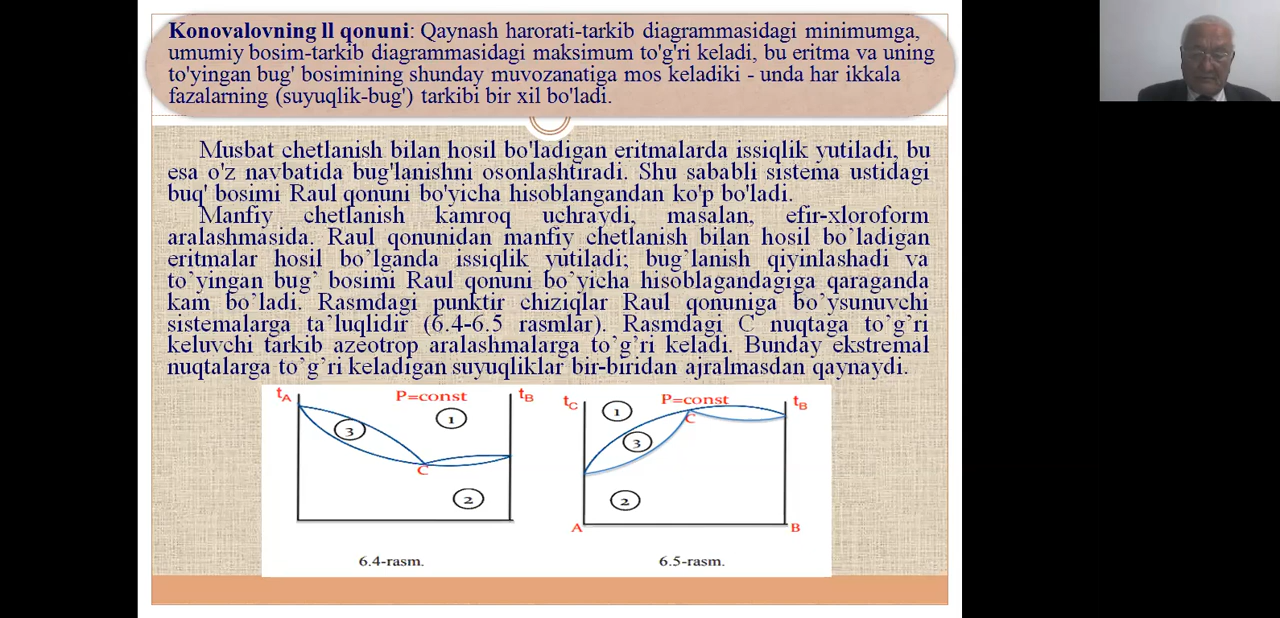 Konovalovning ll qonuni: Qaynash harorati-tarkib diagrammasidagi minimumga,
umumiy bosim-tarkib diagrammasidagi maksimum to'g'ri keladi, bu eritma va uning
to'yingan bug' bosimining shunday muvozanatiga mos keladiki - unda har ikkala
fazalarning (suyuqlik-bug') tarkibi bir xil bo'ladi.
Musbat chetlanish bilan hosil bo'ladigan eritmalarda issiqlik yutiladi, bu
esa o'z navbatida bug'lanishni osonlashtiradi. Shu sababli sistema ustidagi
buq' bosimi Raul qonuni bo'yicha hisoblangandan ko'p bo'ladi.
Manfiy chetlanish kamroq uchraydi, masalan, efir-xloroform
aralashmasida. Raul qonunidan manfiy chetlanish bilan hosil bo’ladigan
eritmalar hosil bo’lganda issiqlik yutiladi; bug’lanish qiyinlashadi va
to’yingan bug’ bosimi Raul qonuni bo’yicha hisoblagandagiga qaraganda
kam bo’ladi. Rasmdagi punktir chiziqlar Raul qonuniga bo’ysunuvchi
sistemalarga ta’luqlidir (6.4-6.5 rasmlar). Rasmdagi C nuqtaga to’g’ri
keluvchi tarkib azeotrop aralashmalarga to’g’ri keladi. Bunday ekstremal
nuqtalarga to’g’ri keladigan suyuqliklar bir-biridan ajralmasdan qaynaydi.
tA P=const tB
1
3
C
2
6.4-rasm.
tC P=const tB
1
C
3
2
A B
6.5-rasm.